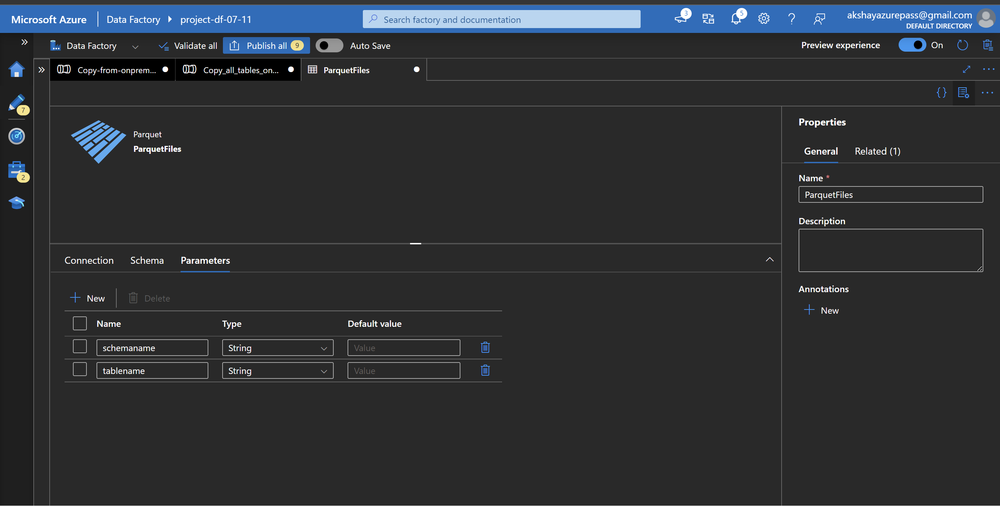 Microsoft Azure
Data Factory
project-df-07-11
Search factory and documentation
3
5
akshayazurepass@gmail.com
DEFAULT DIRECTORY
Data Factory
Validate all
Publish all 9
Auto Save
Preview experience
On
Copy-from-onprem...
Copy_all_tables_on...
ParquetFiles
7
2
Parquet
ParquetFiles
Connection
Schema
Parameters
New
Delete
Name Type Default value
schemaname String Value
tablename String Value
Properties
General
Related (1)
Name *
ParquetFiles
Description
Annotations
New